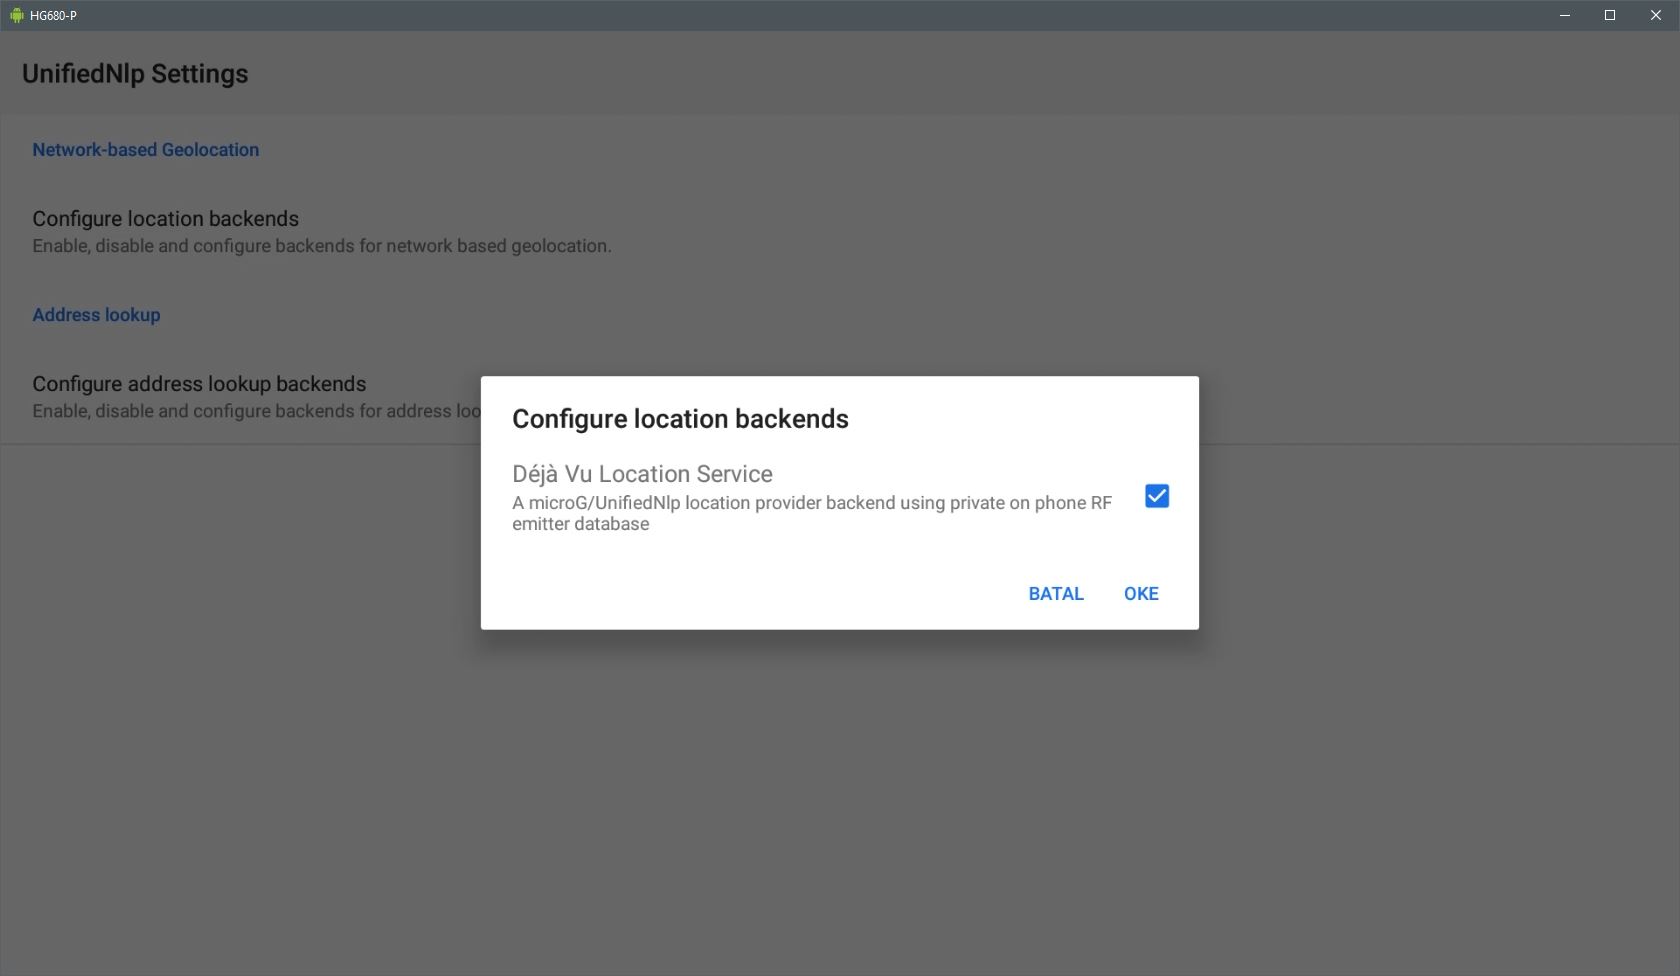 HG680-P
UnifiedNlp Settings
Network-based Geolocation
Configure location backends
Enable, disable and configure backends for network based geolocation.
Address lookup
Configure address lookup backends
Enable, disable and configure backends for address loo
Configure location backends
Déjà Vu Location Service
A microG/UnifiedNlp location provider backend using private on phone RF
emitter database
BATAL OKE